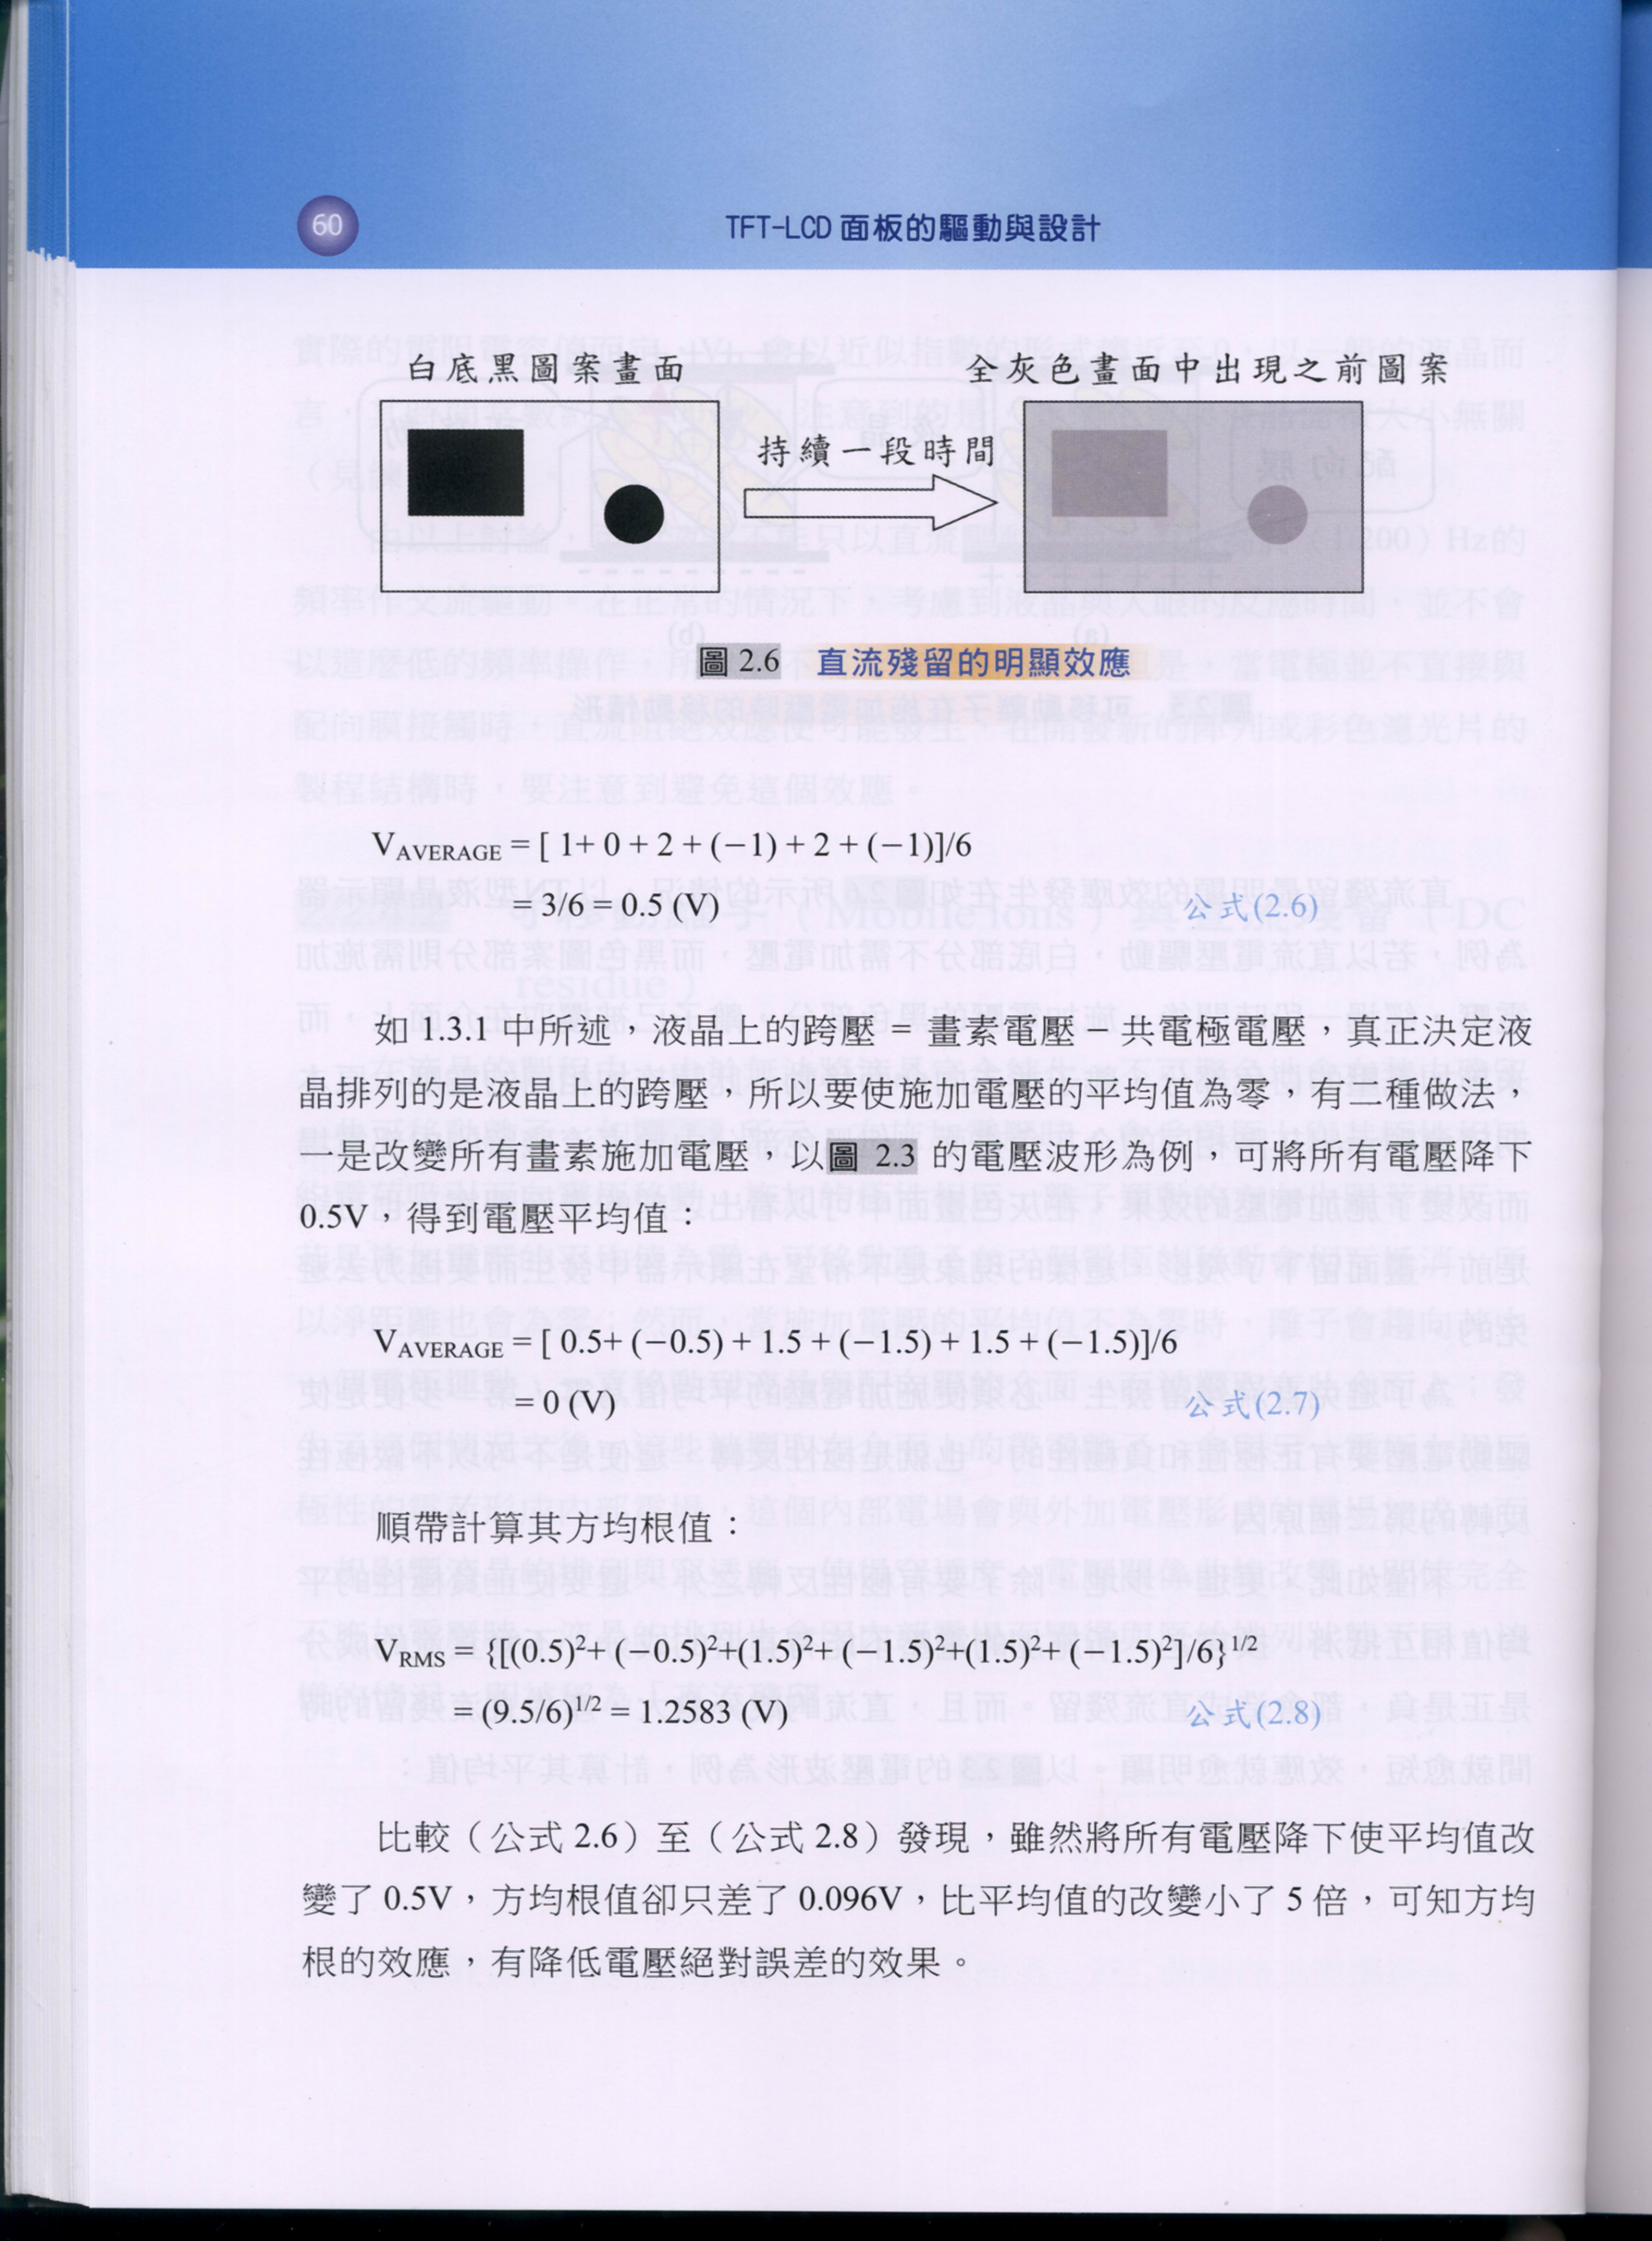 60
TFT-LCD 面板的驅動與設計
白底黑圖案畫面
全灰色畫面中出現之前圖案
持續一段時間
圖 2.6 直流殘留的明顯效應
V_AVERAGE = [ 1+ 0 + 2 + (−1) + 2 + (−1)]/6
= 3/6 = 0.5 (V) 公式(2.6)
如 1.3.1 中所述，液晶上的跨壓 = 畫素電壓 − 共電極電壓，真正決定液
晶排列的是液晶上的跨壓，所以要使施加電壓的平均值為零，有二種做法，
一是改變所有畫素施加電壓，以圖 2.3 的電壓波形為例，可將所有電壓降下
0.5V，得到電壓平均值：
V_AVERAGE = [ 0.5+ (−0.5) + 1.5 + (−1.5) + 1.5 + (−1.5)]/6
= 0 (V) 公式(2.7)
順帶計算其方均根值：
V_RMS = {[(0.5)²+(−0.5)²+(1.5)²+(−1.5)²+(1.5)²+(−1.5)²]/6}^1/2
= (9.5/6)^1/2 = 1.2583 (V) 公式(2.8)
比較（公式 2.6）至（公式 2.8）發現，雖然將所有電壓降下使平均值改
變了 0.5V，方均根值卻只差了 0.096V，比平均值的改變小了 5 倍，可知方均
根的效應，有降低電壓絕對誤差的效果。